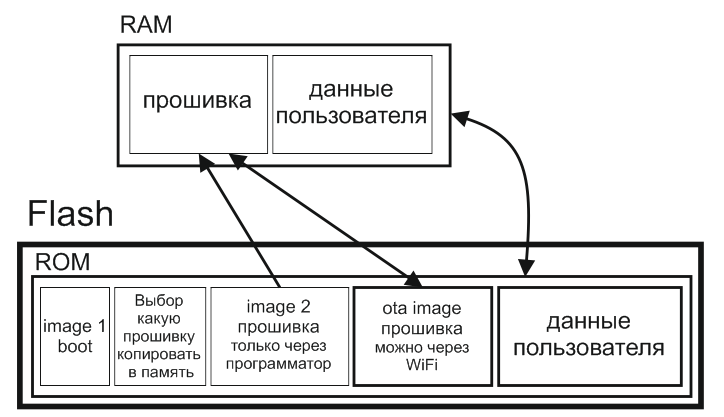 RAM
прошивка
данные
пользователя
Flash
ROM
image 1
boot
Выбор
какую
прошивку
копировать
в память
image 2
прошивка
только через
программатор
ota image
прошивка
можно через
WiFi
данные
пользователя